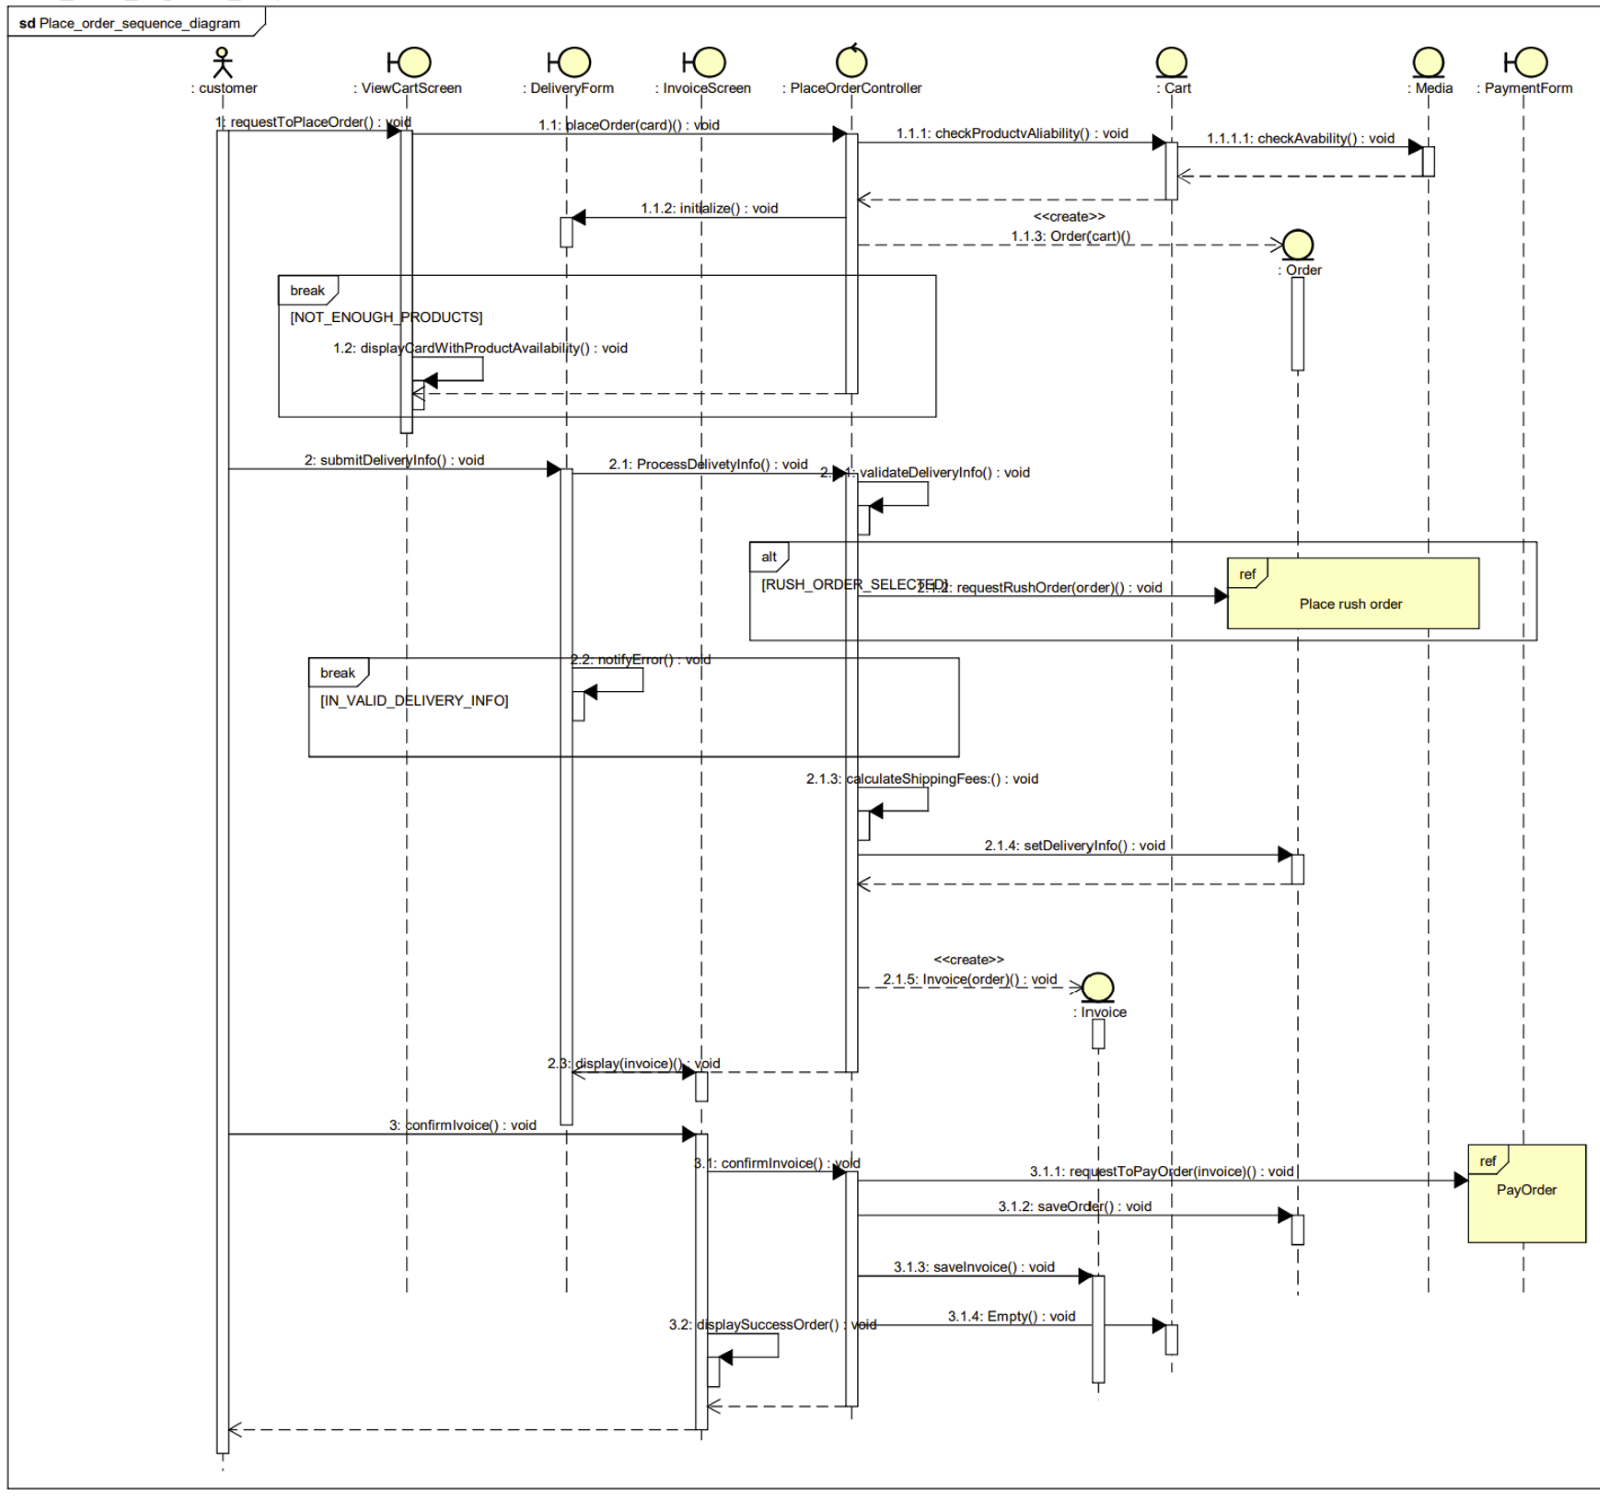 sd Place_order_sequence_diagram
: customer
: ViewCartScreen
: DeliveryForm
: InvoiceScreen
: PlaceOrderController
: Cart
: Media
: PaymentForm
1: requestToPlaceOrder() : void
1.1: placeOrder(card)() : void
1.1.1: checkProductvAliability() : void
1.1.1.1: checkAvability() : void
1.1.2: initialize() : void
<<create>>
1.1.3: Order(cart)()
: Order
break
[NOT_ENOUGH_PRODUCTS]
1.2: displayCardWithProductAvailability() : void
2: submitDeliveryInfo() : void
2.1: ProcessDelivetyInfo() : void
validateDeliveryInfo() : void
alt
[RUSH_ORDER_SELECTED]
2.1.2: requestRushOrder(order)() : void
ref
Place rush order
break
2.2: notifyError() : void
[IN_VALID_DELIVERY_INFO]
2.1.3: calculateShippingFees:() : void
2.1.4: setDeliveryInfo() : void
<<create>>
2.1.5: Invoice(order)() : void
: Invoice
2.3: display(invoice)() : void
3: confirmIvoice() : void
3.1: confirmInvoice() : void
3.1.1: requestToPayOrder(invoice)() : void
ref
PayOrder
3.1.2: saveOrder() : void
3.1.3: saveInvoice() : void
3.1.4: Empty() : void
3.2: displaySuccessOrder() : void